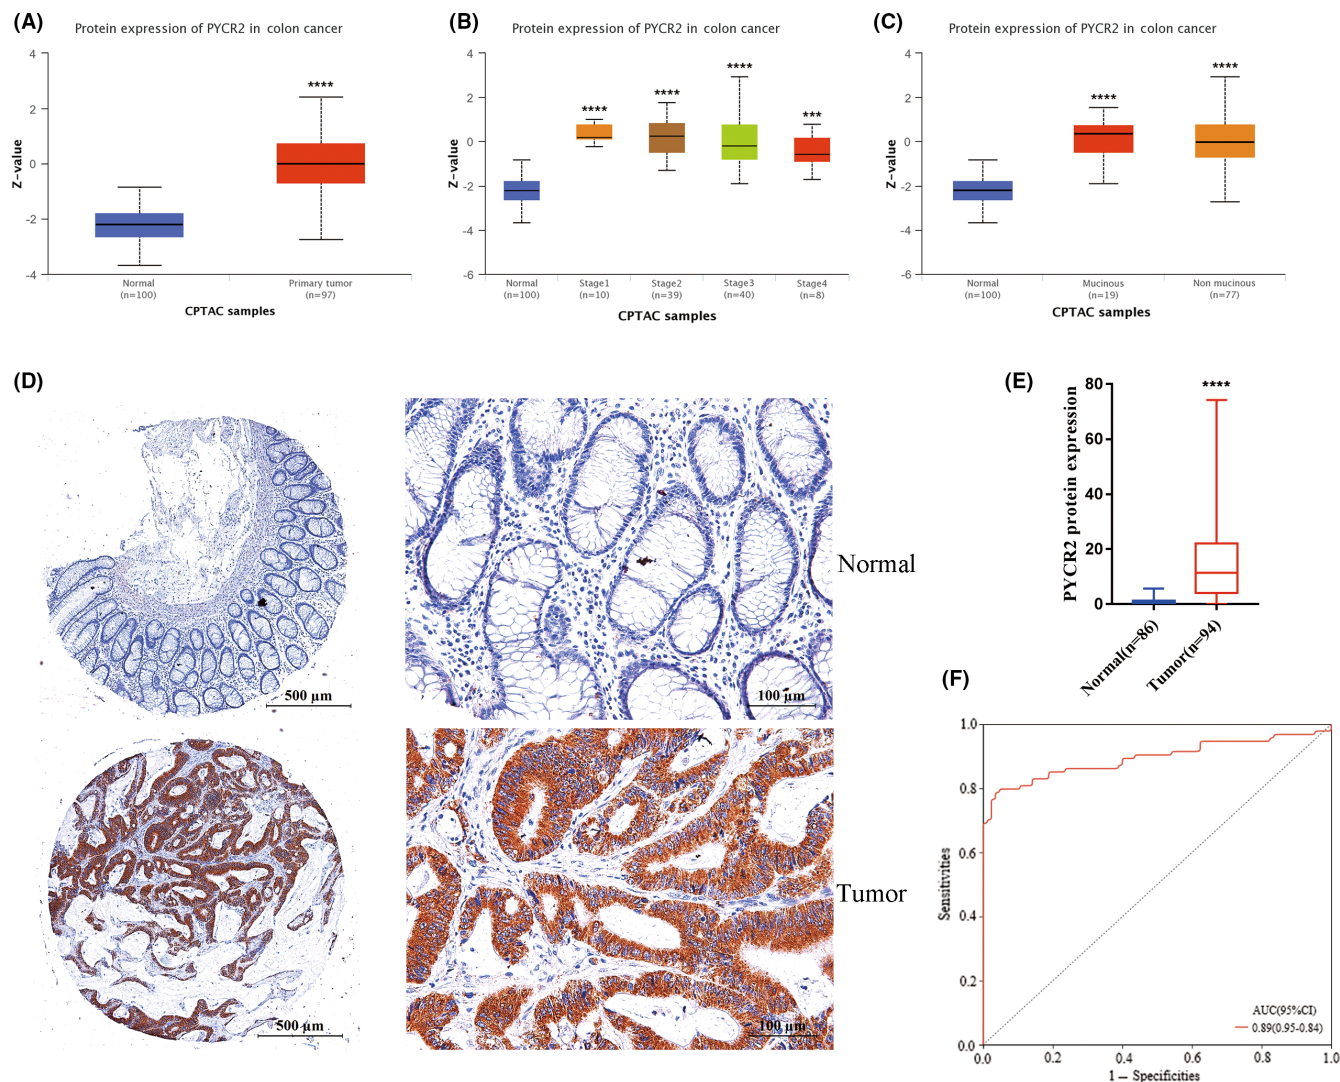 (A)
Protein expression of PYCR2 in colon cancer
4
2
0
−2
-4
Z-value
****
Normal
(n=100)
Primary tumor
(n=97)
CPTAC samples
(B)
Protein expression of PYCR2 in colon cancer
4
2
0
−2
−4
−6
Z-value
****
****
****
***
Normal
(n=100)
Stage1
(n=10)
Stage2
(n=39)
Stage3
(n=40)
Stage4
(n=8)
CPTAC samples
(C)
Protein expression of PYCR2 in colon cancer
4
2
0
−2
−4
−6
Z-value
****
****
Normal
(n=100)
Mucinous
(n=19)
Non mucinous
(n=77)
CPTAC samples
(D)
500 µm
100 µm
Normal
500 µm
100 µm
Tumor
(E)
PYCR2 protein expression
80
60
40
20
0
****
Normal(n=86)
Tumor(n=94)
(F)
Sensitivities
1.0
0.8
0.6
0.4
0.2
0.0
0.0
0.2
0.4
0.6
0.8
1.0
1 — Specificities
AUC(95%CI)
0.89(0.95-0.84)